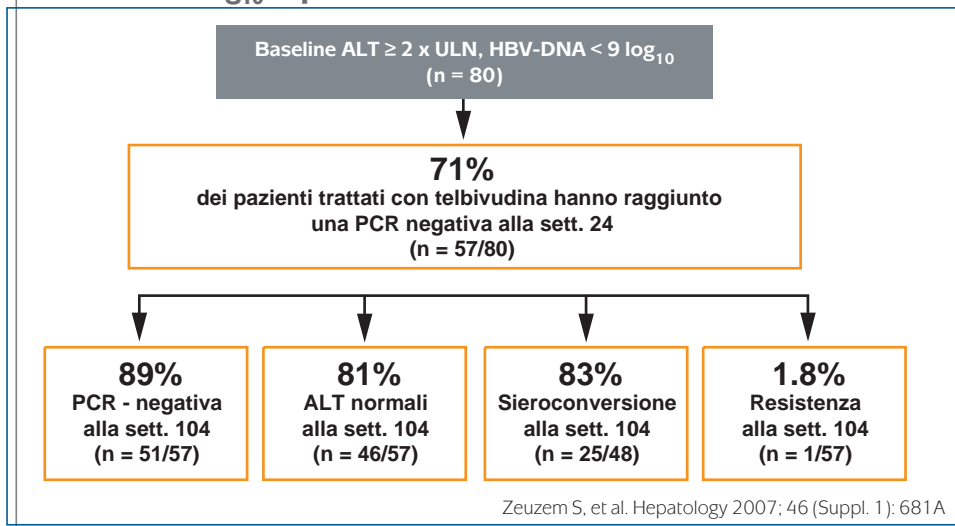 Baseline ALT ≥ 2 x ULN, HBV-DNA < 9 log10
(n = 80)
71%
dei pazienti trattati con telbivudina hanno raggiunto
una PCR negativa alla sett. 24
(n = 57/80)
89%
PCR - negativa
alla sett. 104
(n = 51/57)
81%
ALT normali
alla sett. 104
(n = 46/57)
83%
Sieroconversione
alla sett. 104
(n = 25/48)
1.8%
Resistenza
alla sett. 104
(n = 1/57)
Zeuzem S, et al. Hepatology 2007; 46 (Suppl. 1): 681A